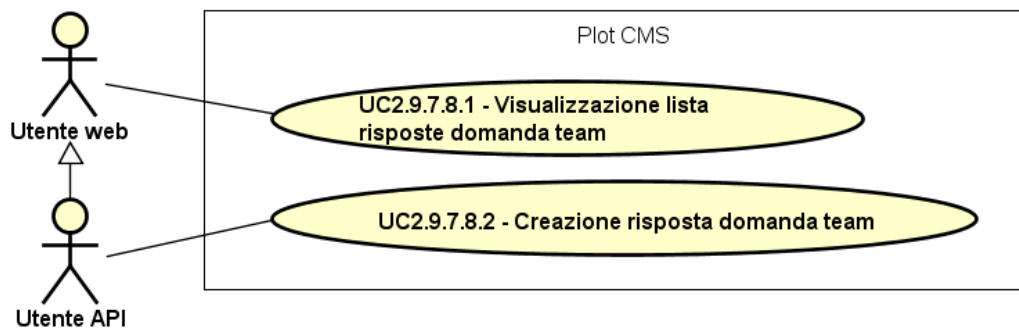 Plot CMS
UC2.9.7.8.1 - Visualizzazione lista
risposte domanda team
Utente web
UC2.9.7.8.2 - Creazione risposta domanda team
Utente API